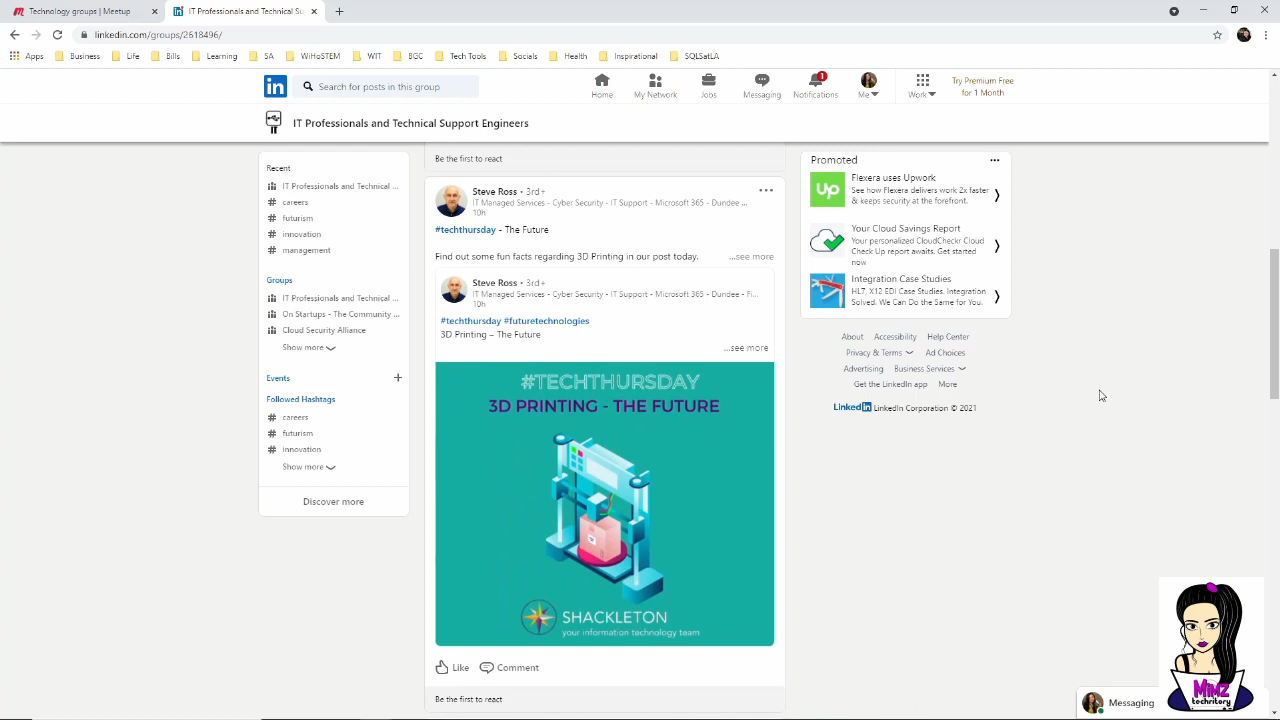 Technology groups | Meetup
IT Professionals and Technical Su
linkedin.com/groups/2618496/
Apps Business Life Bills Learning SA WiHoSTEM WIT BGC Tech Tools Socials Health Inspirational SQLSatLA
in
Search for posts in this group
1
Home My Network Jobs Messaging Notifications Me Work
Try Premium Free
for 1 Month
IT Professionals and Technical Support Engineers
Recent
IT Professionals and Technical ...
careers
futurism
innovation
management
Groups
IT Professionals and Technical ...
On Startups - The Community ...
Cloud Security Alliance
Show more
Events
Followed Hashtags
careers
futurism
innovation
Show more
Discover more
Be the first to react
Steve Ross • 3rd+
IT Managed Services - Cyber Security - IT Support - Microsoft 365 - Dundee - ...
10h
#techthursday - The Future
Find out some fun facts regarding 3D Printing in our post today. ...see more
Steve Ross • 3rd+
IT Managed Services - Cyber Security - IT Support - Microsoft 365 - Dundee - Fi...
10h
#techthursday #futuretechnologies
3D Printing – The Future
...see more
#TECHTHURSDAY
3D PRINTING - THE FUTURE
SHACKLETON
your information technology team
Like Comment
Be the first to react
Promoted
Up
Flexera uses Upwork
See how Flexera delivers work 2x faster
& keeps security at the forefront.
Your Cloud Savings Report
Your personalized CloudCheckr Cloud
Check Up report awaits. Get started
now
Integration Case Studies
HL7, X12 EDI Case Studies. Integration
Solved. We Can Do the Same for You.
About Accessibility Help Center
Privacy & Terms Ad Choices
Advertising Business Services
Get the LinkedIn app More
LinkedIn LinkedIn Corporation © 2021
Messaging
MiMZ
techritory